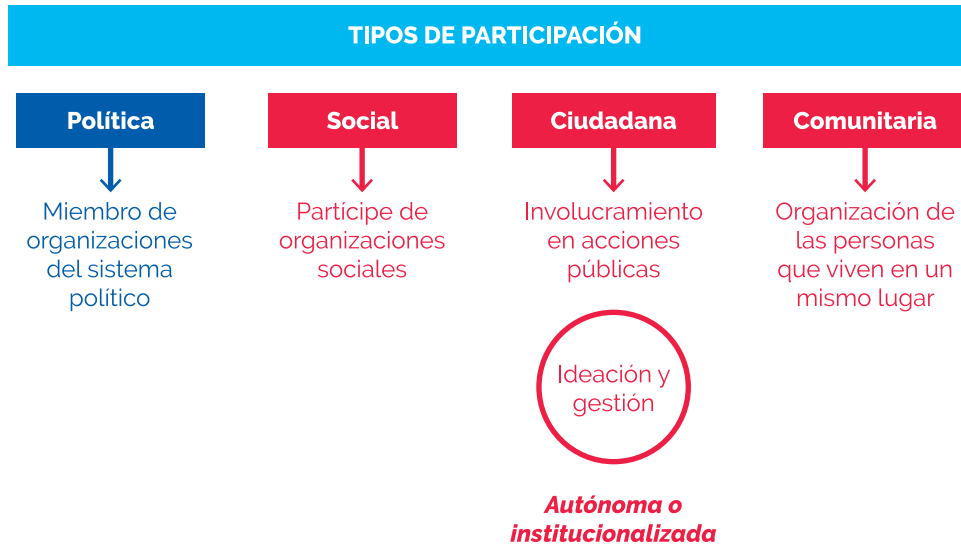 TIPOS DE PARTICIPACIÓN
Política
Miembro de
organizaciones
del sistema
político
Social
Partícipe de
organizaciones
sociales
Ciudadana
Involucramiento
en acciones
públicas
Ideación y
gestión
Autónoma o
institucionalizada
Comunitaria
Organización de
las personas
que viven en un
mismo lugar